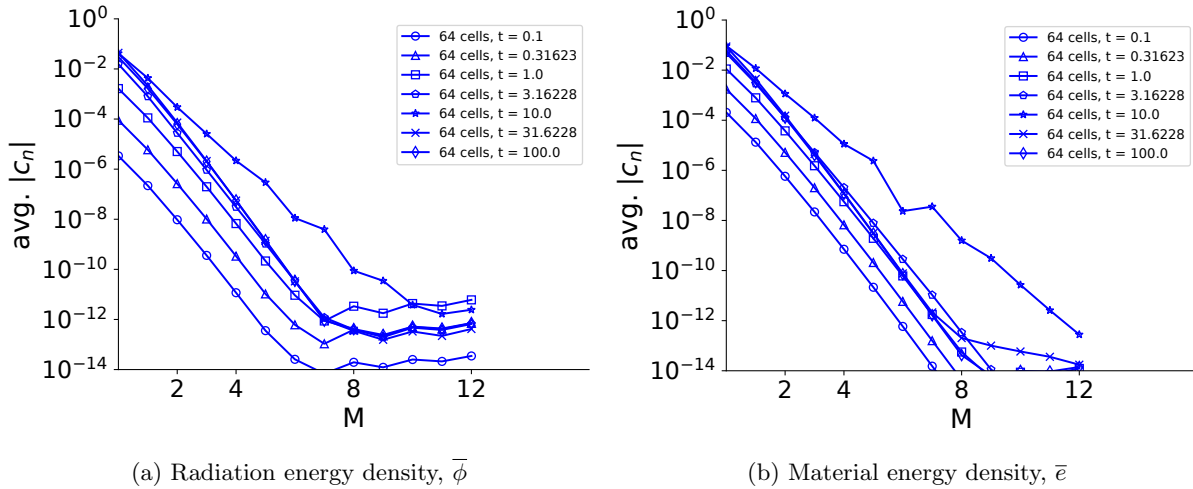 10^0
10^−2
10^−4
10^−6
10^−8
10^−10
10^−12
10^−14
avg. |c_n|
2 4 8 12
M
64 cells, t = 0.1
64 cells, t = 0.31623
64 cells, t = 1.0
64 cells, t = 3.16228
64 cells, t = 10.0
64 cells, t = 31.6228
64 cells, t = 100.0
(a) Radiation energy density, ϕ̅
10^0
10^−2
10^−4
10^−6
10^−8
10^−10
10^−12
10^−14
avg. |c_n|
2 4 8 12
M
64 cells, t = 0.1
64 cells, t = 0.31623
64 cells, t = 1.0
64 cells, t = 3.16228
64 cells, t = 10.0
64 cells, t = 31.6228
64 cells, t = 100.0
(b) Material energy density, e̅